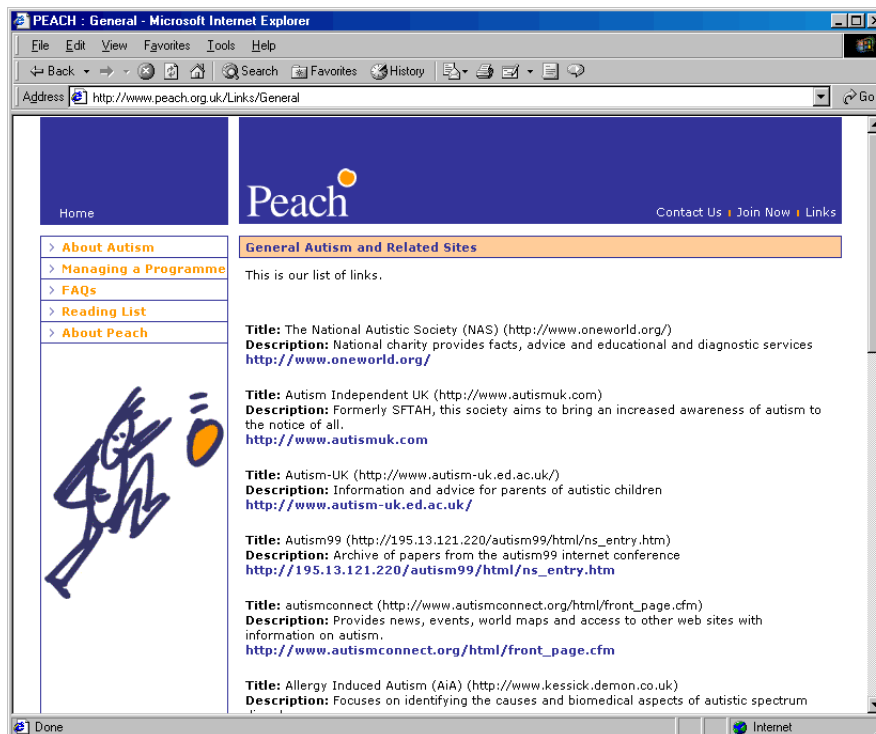 PEACH : General - Microsoft Internet Explorer
File Edit View Favorites Tools Help
Back Search Favorites History
Address http://www.peach.org.uk/Links/General Go
Home
Peach
Contact Us Join Now Links
> About Autism
> Managing a Programme
> FAQs
> Reading List
> About Peach
General Autism and Related Sites
This is our list of links.
Title: The National Autistic Society (NAS) (http://www.oneworld.org/)
Description: National charity provides facts, advice and educational and diagnostic services
http://www.oneworld.org/
Title: Autism Independent UK (http://www.autismuk.com)
Description: Formerly SFTAH, this society aims to bring an increased awareness of autism to
the notice of all.
http://www.autismuk.com
Title: Autism-UK (http://www.autism-uk.ed.ac.uk/)
Description: Information and advice for parents of autistic children
http://www.autism-uk.ed.ac.uk/
Title: Autism99 (http://195.13.121.220/autism99/html/ns_entry.htm)
Description: Archive of papers from the autism99 internet conference
http://195.13.121.220/autism99/html/ns_entry.htm
Title: autismconnect (http://www.autismconnect.org/html/front_page.cfm)
Description: Provides news, events, world maps and access to other web sites with
information on autism.
http://www.autismconnect.org/html/front_page.cfm
Title: Allergy Induced Autism (AiA) (http://www.kessick.demon.co.uk)
Description: Focuses on identifying the causes and biomedical aspects of autistic spectrum
Done Internet